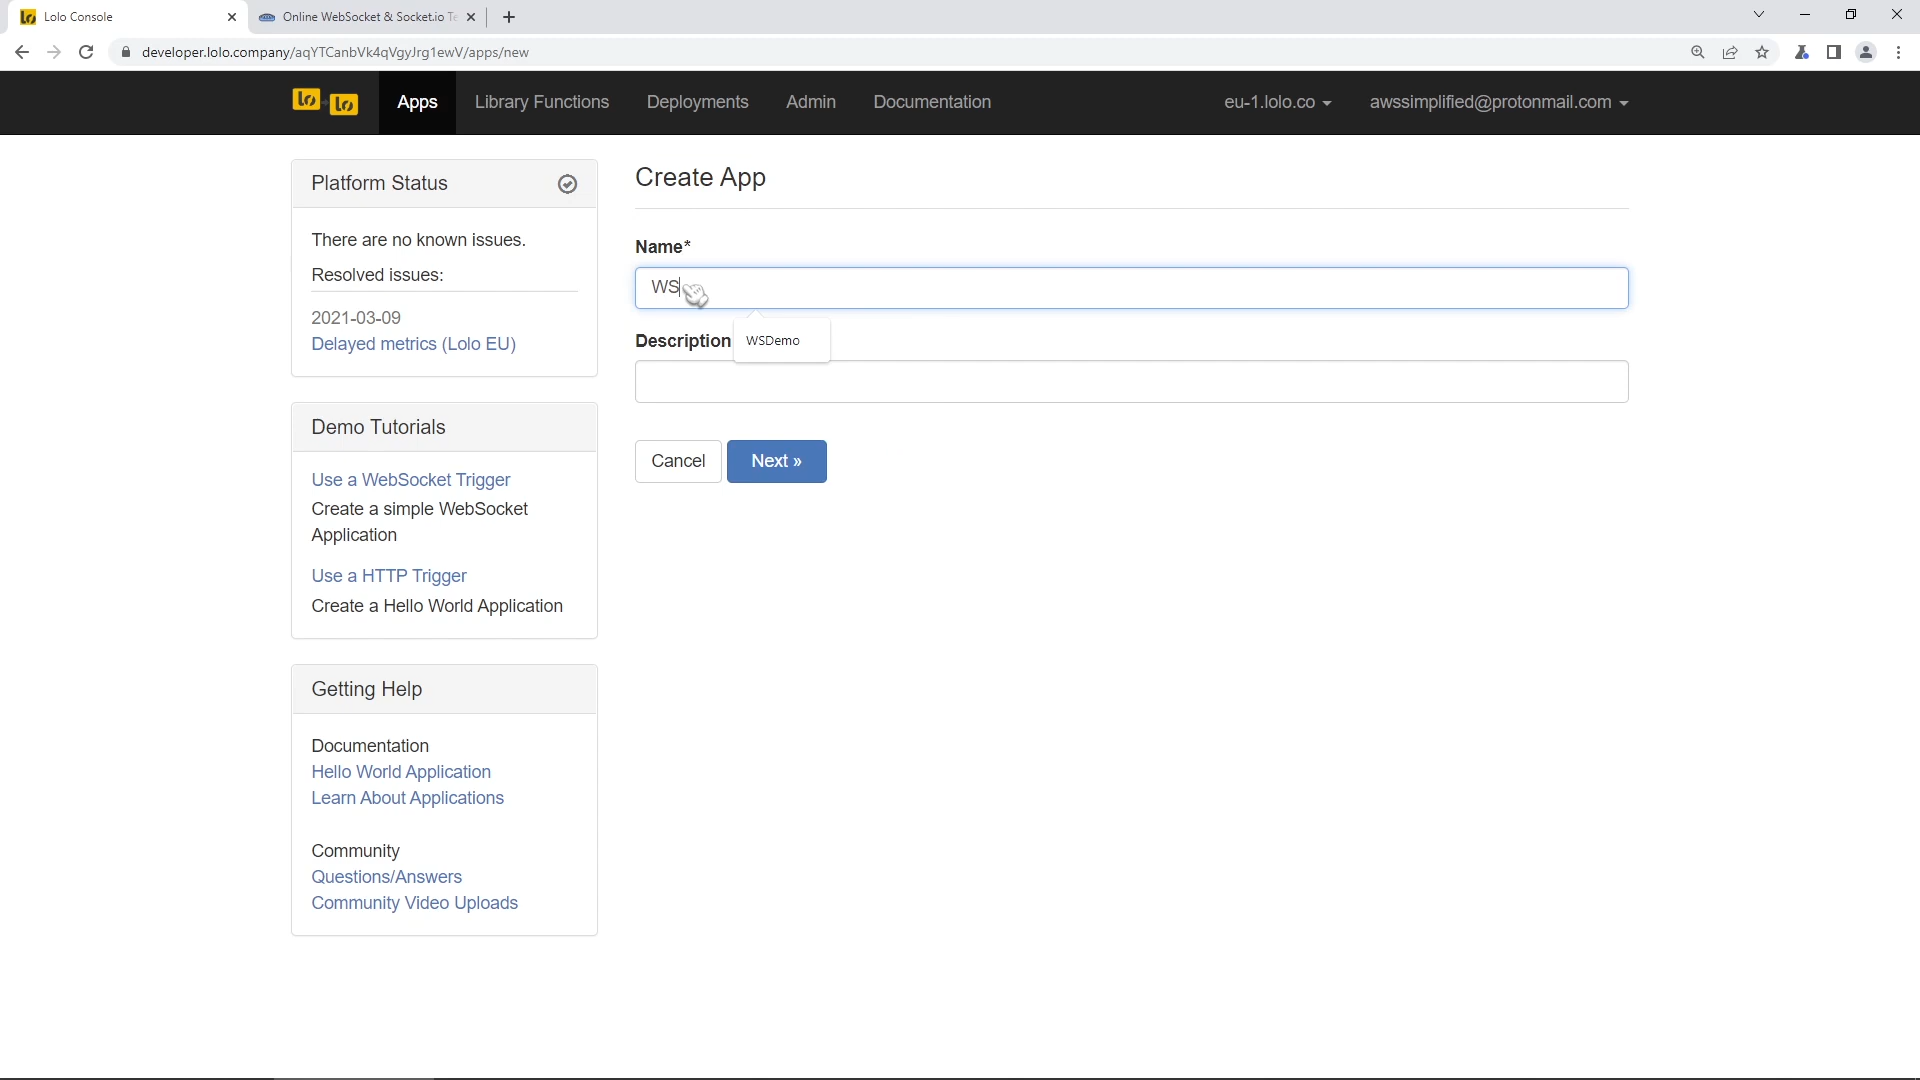 Lolo Console
Online WebSocket & Socket.io Te
developer.lolo.company/aqYTCanbVk4qVgyJrg1ewV/apps/new
lo lo
Apps
Library Functions
Deployments
Admin
Documentation
eu-1.lolo.co
awssimplified@protonmail.com
Platform Status
There are no known issues.
Resolved issues:
2021-03-09
Delayed metrics (Lolo EU)
Demo Tutorials
Use a WebSocket Trigger
Create a simple WebSocket
Application
Use a HTTP Trigger
Create a Hello World Application
Getting Help
Documentation
Hello World Application
Learn About Applications
Community
Questions/Answers
Community Video Uploads
Create App
Name*
WS
Description
WSDemo
Cancel
Next »